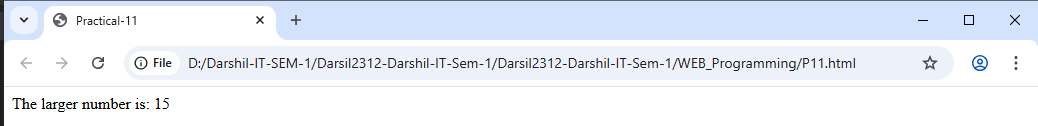 Practical-11
File D:/Darshil-IT-SEM-1/Darsil2312-Darshil-IT-Sem-1/Darsil2312-Darshil-IT-Sem-1/WEB_Programming/P11.html
The larger number is: 15